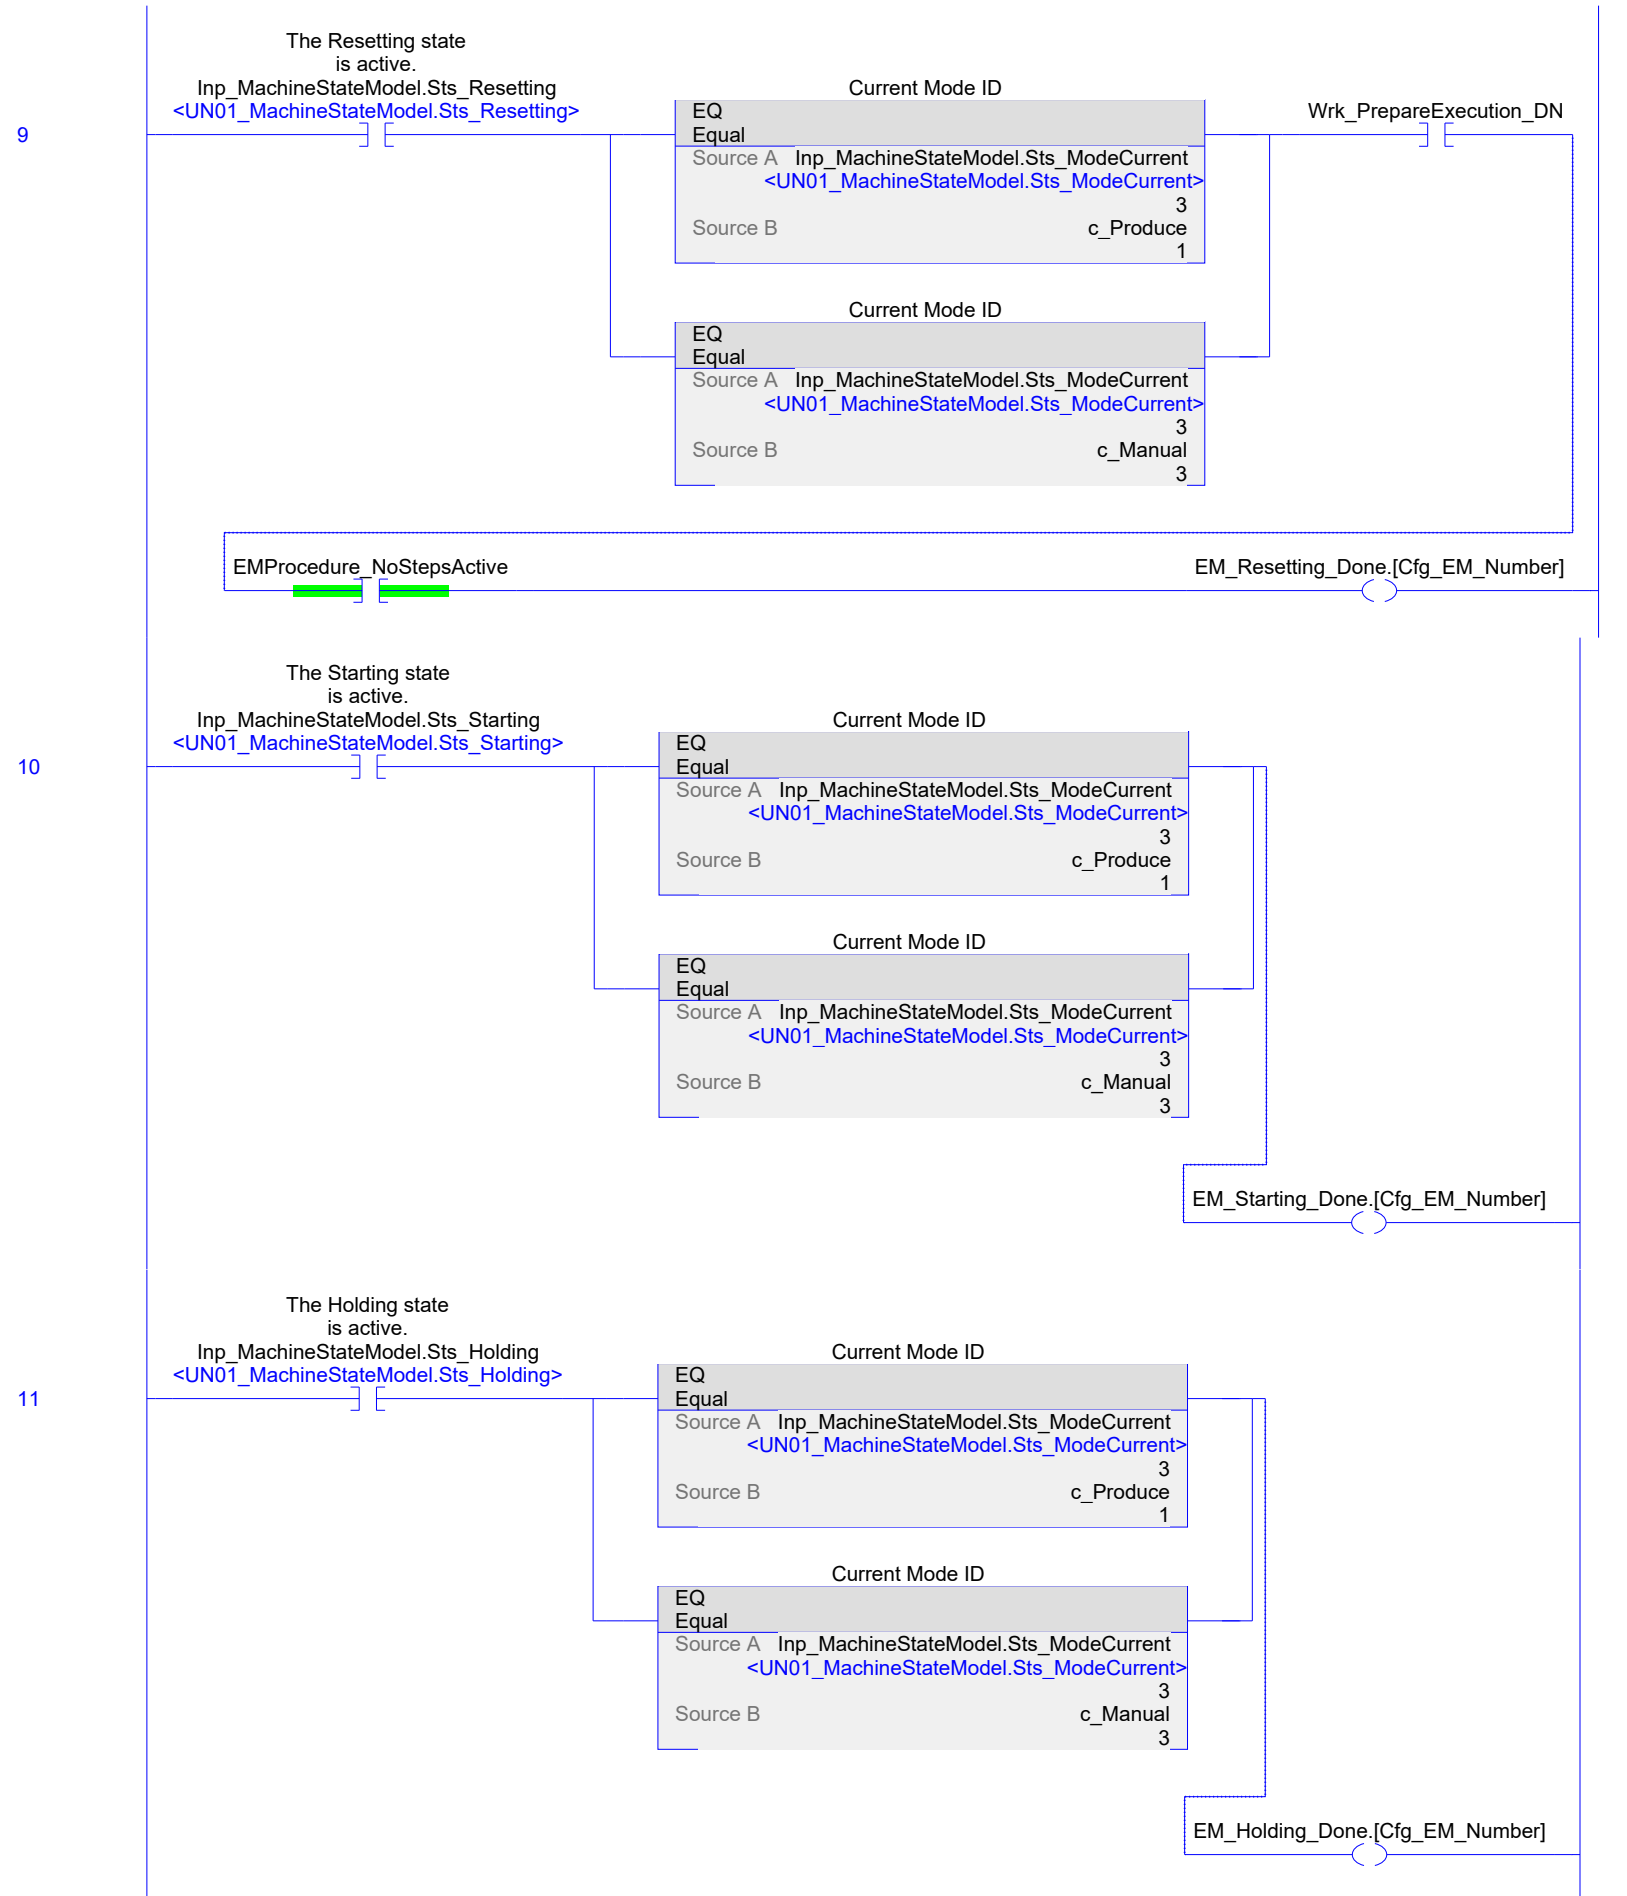 The Resetting state
is active.
Inp_MachineStateModel.Sts_Resetting
<UN01_MachineStateModel.Sts_Resetting>
9
Current Mode ID
EQ
Equal
Source A Inp_MachineStateModel.Sts_ModeCurrent
<UN01_MachineStateModel.Sts_ModeCurrent>
3
Source B c_Produce
1
Wrk_PrepareExecution_DN
Current Mode ID
EQ
Equal
Source A Inp_MachineStateModel.Sts_ModeCurrent
<UN01_MachineStateModel.Sts_ModeCurrent>
3
Source B c_Manual
3
EMProcedure_NoStepsActive
EM_Resetting_Done.[Cfg_EM_Number]
The Starting state
is active.
Inp_MachineStateModel.Sts_Starting
<UN01_MachineStateModel.Sts_Starting>
10
Current Mode ID
EQ
Equal
Source A Inp_MachineStateModel.Sts_ModeCurrent
<UN01_MachineStateModel.Sts_ModeCurrent>
3
Source B c_Produce
1
Current Mode ID
EQ
Equal
Source A Inp_MachineStateModel.Sts_ModeCurrent
<UN01_MachineStateModel.Sts_ModeCurrent>
3
Source B c_Manual
3
EM_Starting_Done.[Cfg_EM_Number]
The Holding state
is active.
Inp_MachineStateModel.Sts_Holding
<UN01_MachineStateModel.Sts_Holding>
11
Current Mode ID
EQ
Equal
Source A Inp_MachineStateModel.Sts_ModeCurrent
<UN01_MachineStateModel.Sts_ModeCurrent>
3
Source B c_Produce
1
Current Mode ID
EQ
Equal
Source A Inp_MachineStateModel.Sts_ModeCurrent
<UN01_MachineStateModel.Sts_ModeCurrent>
3
Source B c_Manual
3
EM_Holding_Done.[Cfg_EM_Number]